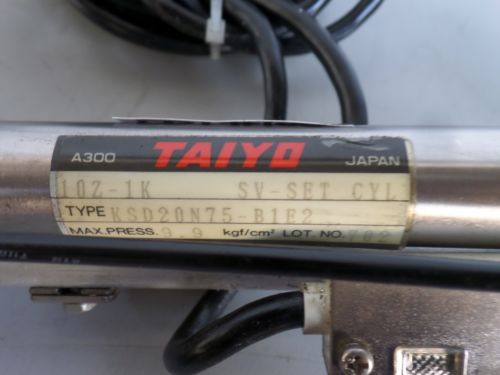 A300 TAIYO JAPAN
10Z-1K SV-SET CYL
TYPE KSD20N75-B1E2
MAX.PRESS. 9.9 kgf/cm² LOT. NO. 702